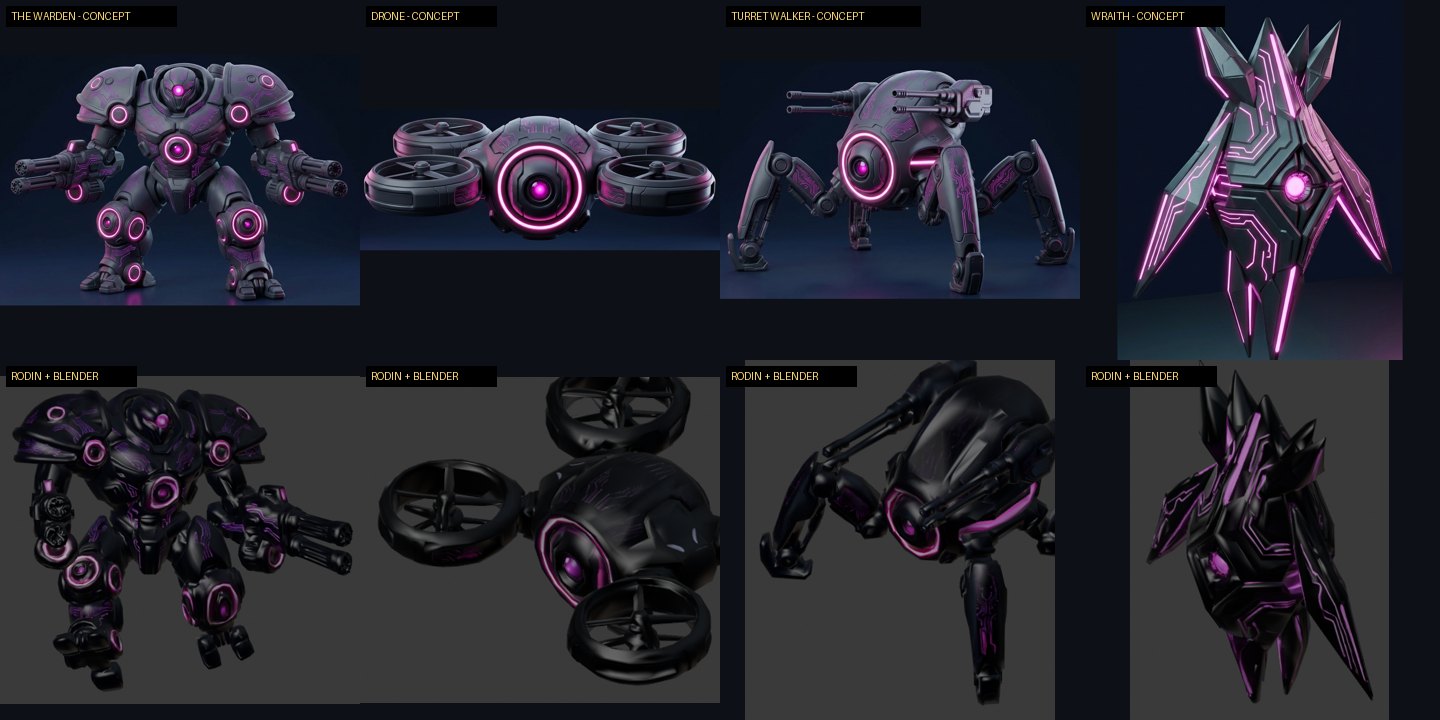 THE WARDEN - CONCEPT
DRONE - CONCEPT
TURRET WALKER - CONCEPT
WRAITH - CONCEPT
RODIN + BLENDER
RODIN + BLENDER
RODIN + BLENDER
RODIN + BLENDER